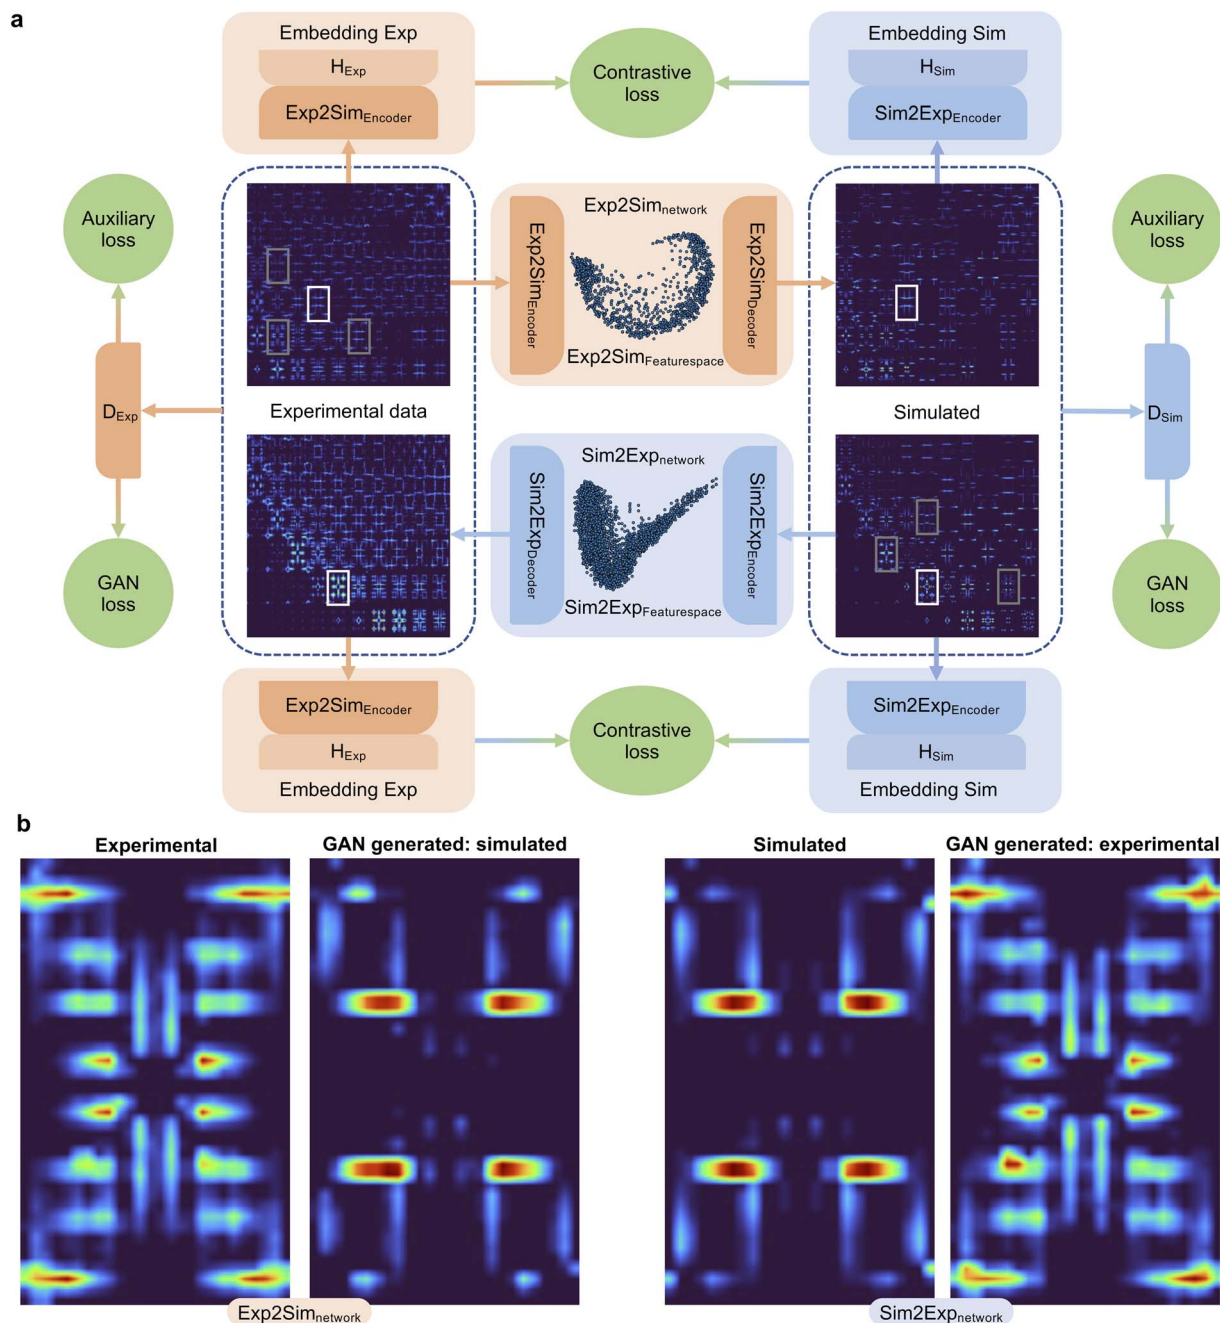 a
Embedding Exp
H_Exp
Exp2Sim_Encoder
Contrastive
loss
Embedding Sim
H_Sim
Sim2Exp_Encoder
Auxiliary
loss
Exp2Sim_Encoder
Exp2Sim_network
Exp2Sim_Featurespace
Exp2Sim_Decoder
Auxiliary
loss
D_Exp
Experimental data
Simulated
D_Sim
GAN
loss
Sim2Exp_Decoder
Sim2Exp_network
Sim2Exp_Featurespace
Sim2Exp_Encoder
GAN
loss
Exp2Sim_Encoder
H_Exp
Embedding Exp
Contrastive
loss
Sim2Exp_Encoder
H_Sim
Embedding Sim
b
Experimental
GAN generated: simulated
Simulated
GAN generated: experimental
Exp2Sim_network
Sim2Exp_network